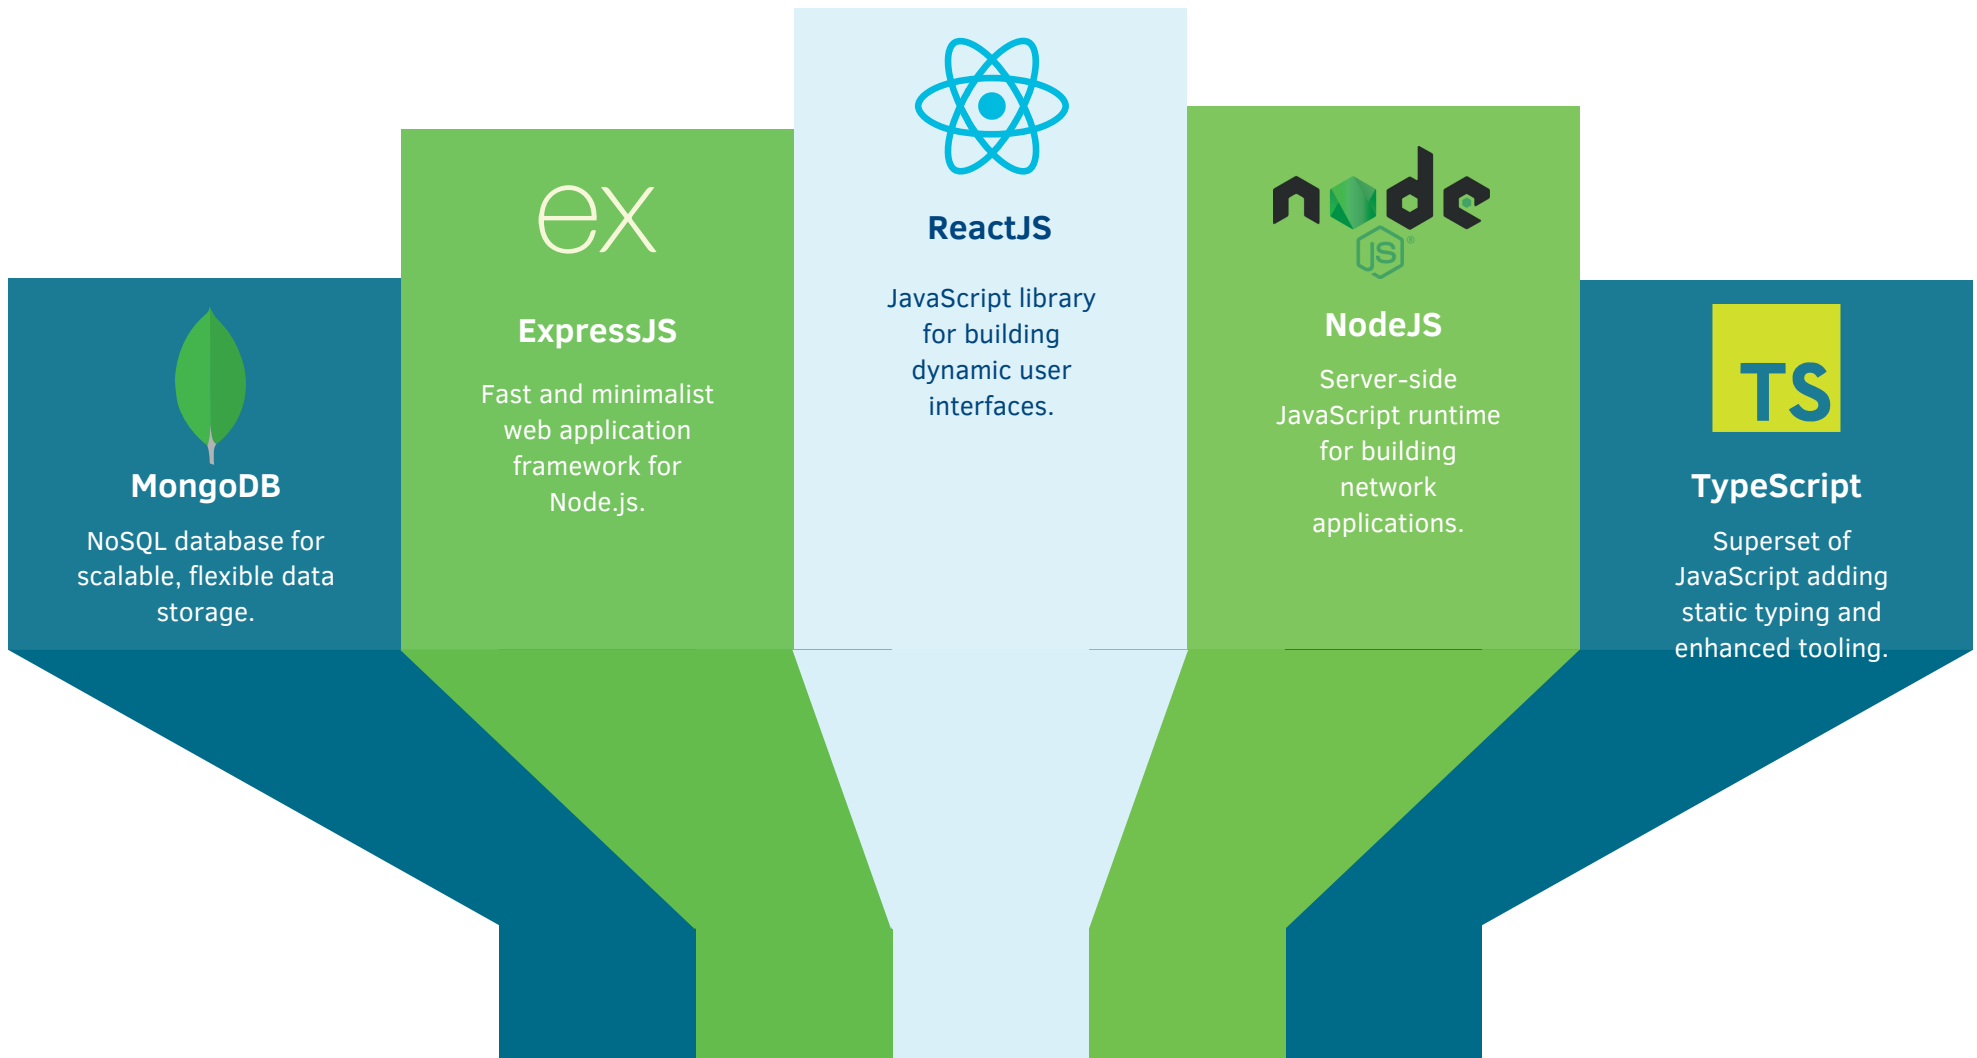 MongoDB
NoSQL database for
scalable, flexible data
storage.
ex
ExpressJS
Fast and minimalist
web application
framework for
Node.js.
ReactJS
JavaScript library
for building
dynamic user
interfaces.
node
JS®
NodeJS
Server-side
JavaScript runtime
for building
network
applications.
TS
TypeScript
Superset of
JavaScript adding
static typing and
enhanced tooling.